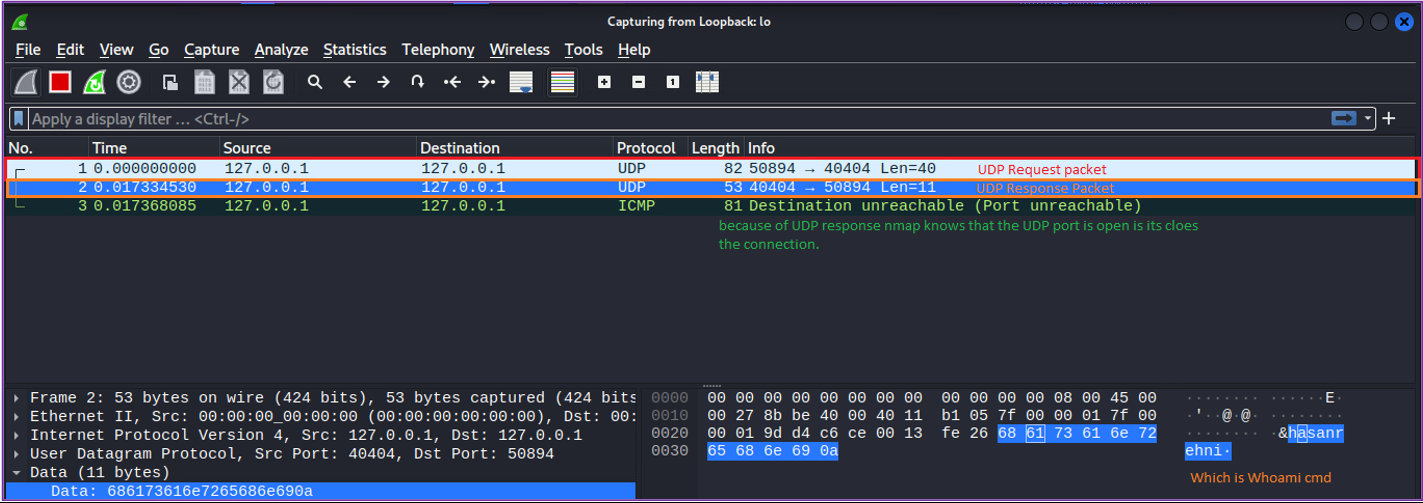 Capturing from Loopback: lo
File Edit View Go Capture Analyze Statistics Telephony Wireless Tools Help
Apply a display filter ... <Ctrl-/>
No. Time Source Destination Protocol Length Info
1 0.000000000 127.0.0.1 127.0.0.1 UDP 82 50894 → 40404 Len=40 UDP Request packet
2 0.017334530 127.0.0.1 127.0.0.1 UDP 53 40404 → 50894 Len=11 UDP Response Packet
3 0.017368085 127.0.0.1 127.0.0.1 ICMP 81 Destination unreachable (Port unreachable)
because of UDP response nmap knows that the UDP port is open is its cloes
the connection.
Frame 2: 53 bytes on wire (424 bits), 53 bytes captured (424 bits
Ethernet II, Src: 00:00:00_00:00:00 (00:00:00:00:00:00), Dst: 00:
Internet Protocol Version 4, Src: 127.0.0.1, Dst: 127.0.0.1
User Datagram Protocol, Src Port: 40404, Dst Port: 50894
Data (11 bytes)
Data: 686173616e7265686e690a
0000 00 00 00 00 00 00 00 00 00 00 00 00 08 00 45 00 ········ ······E·
0010 00 27 8b be 40 00 40 11 b1 05 7f 00 00 01 7f 00 ·'··@·@· ········
0020 00 01 9d d4 c6 ce 00 13 fe 26 68 61 73 61 6e 72 ········ ·&hasanr
0030 65 68 6e 69 0a ehni·
Which is Whoami cmd